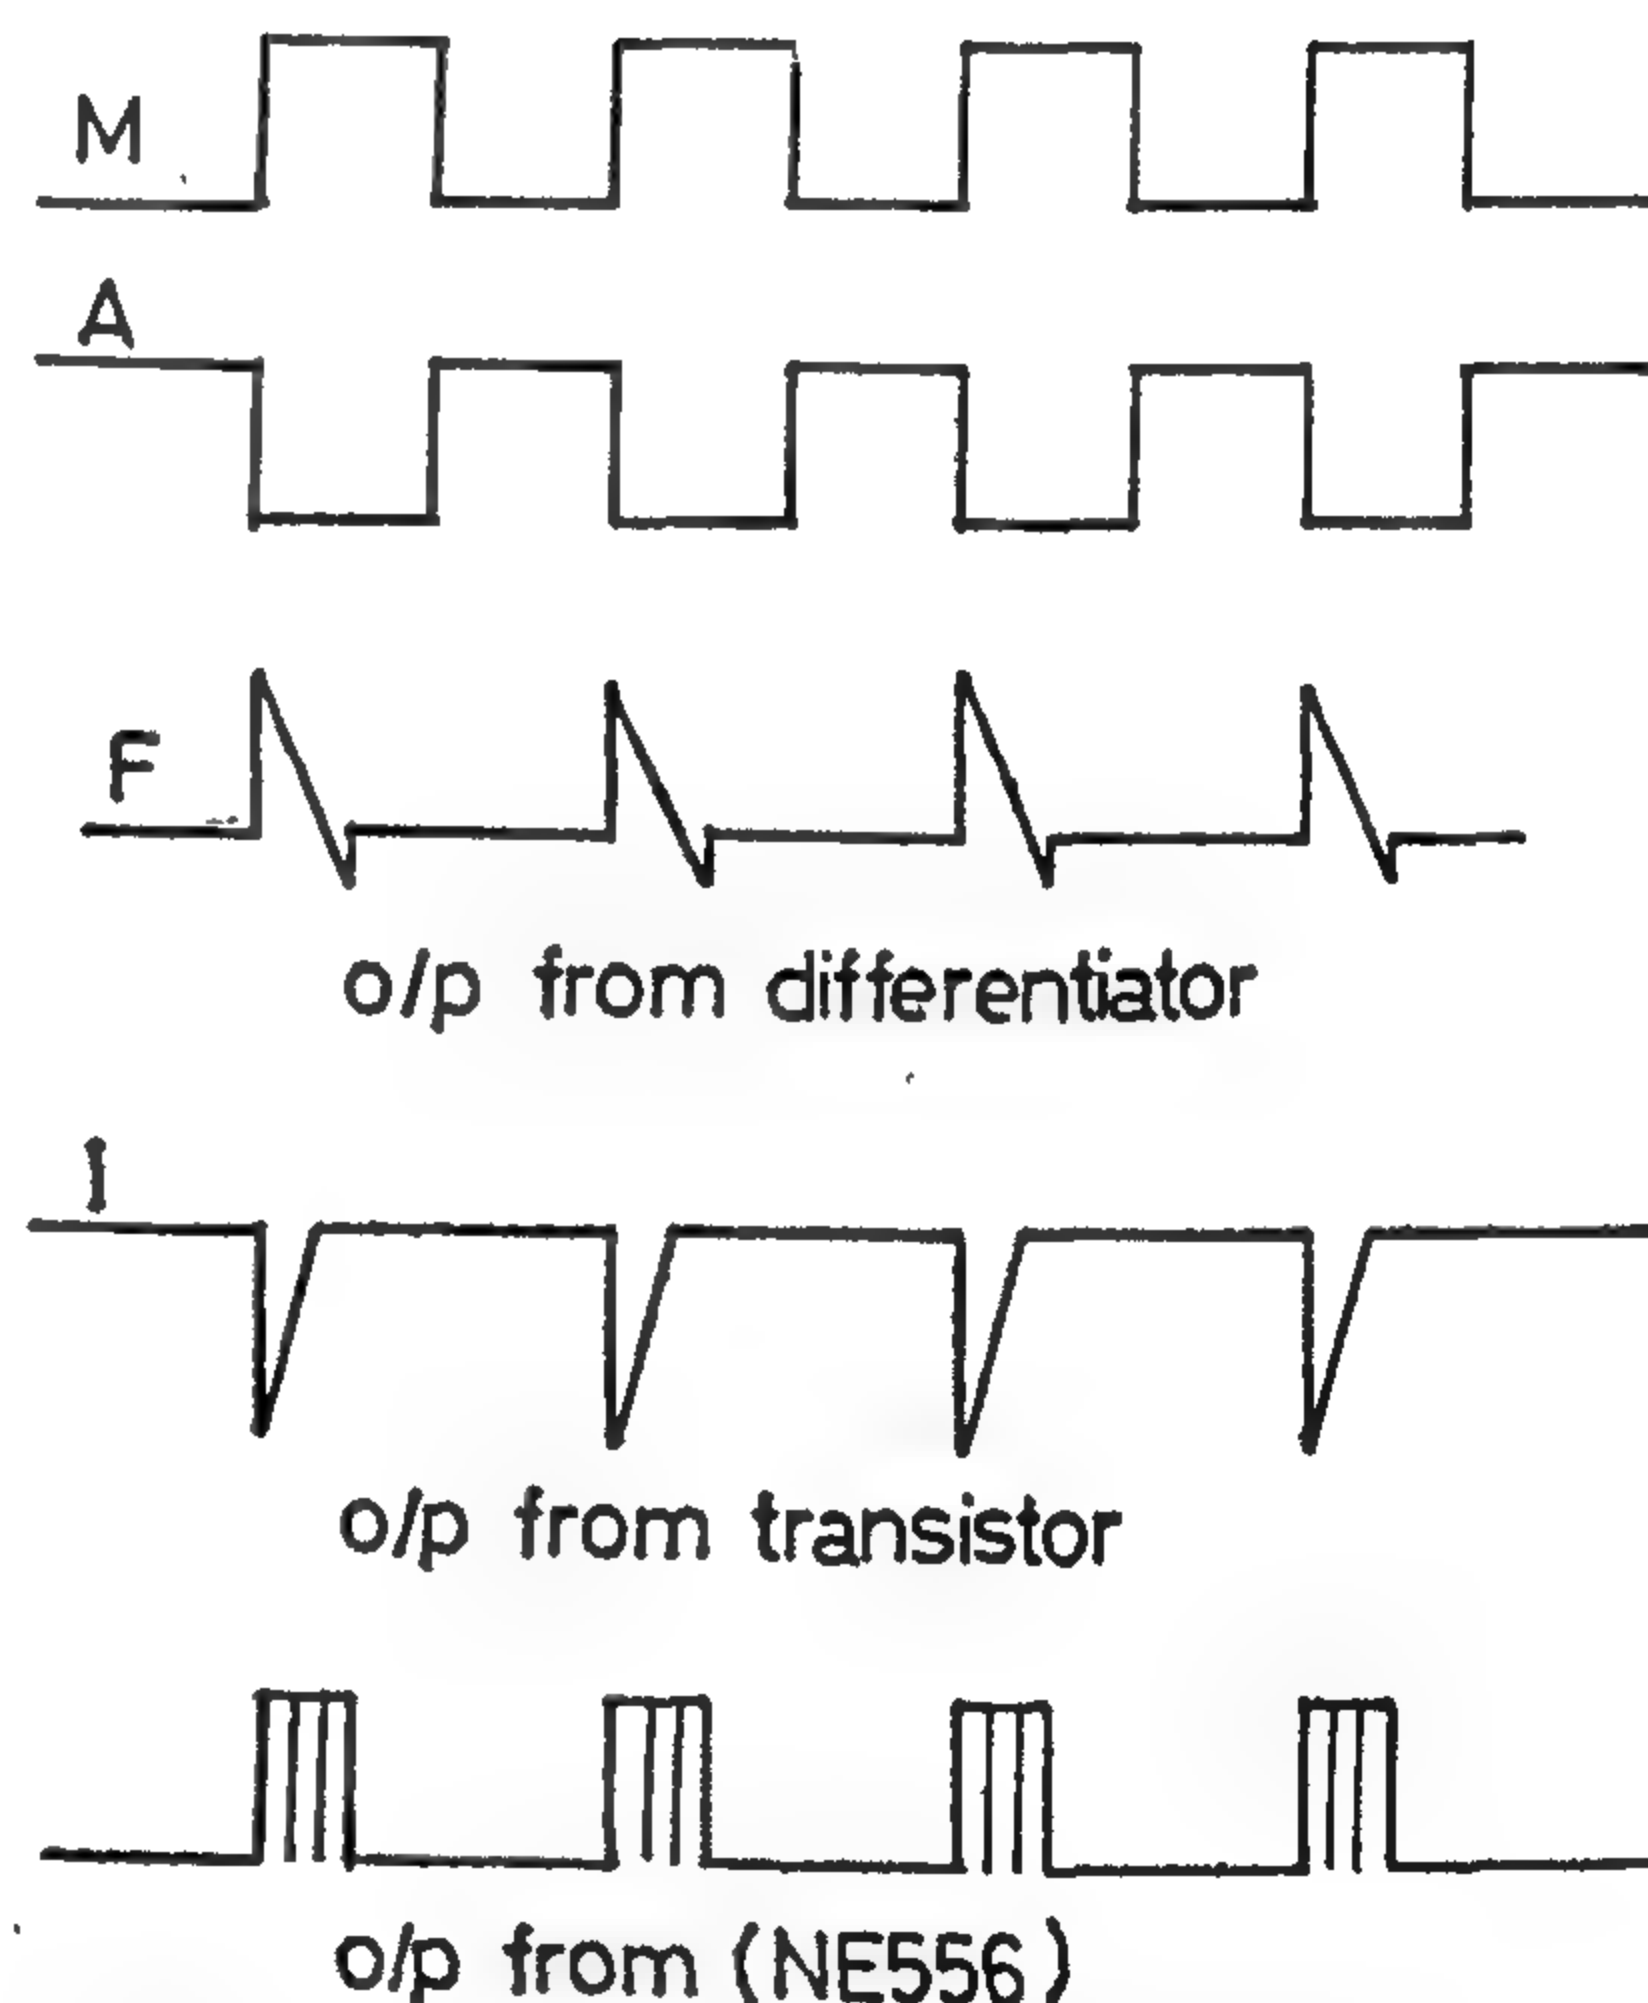 M
A
F
o/p from differentiator
I
o/p from transistor
o/p from (NE556)